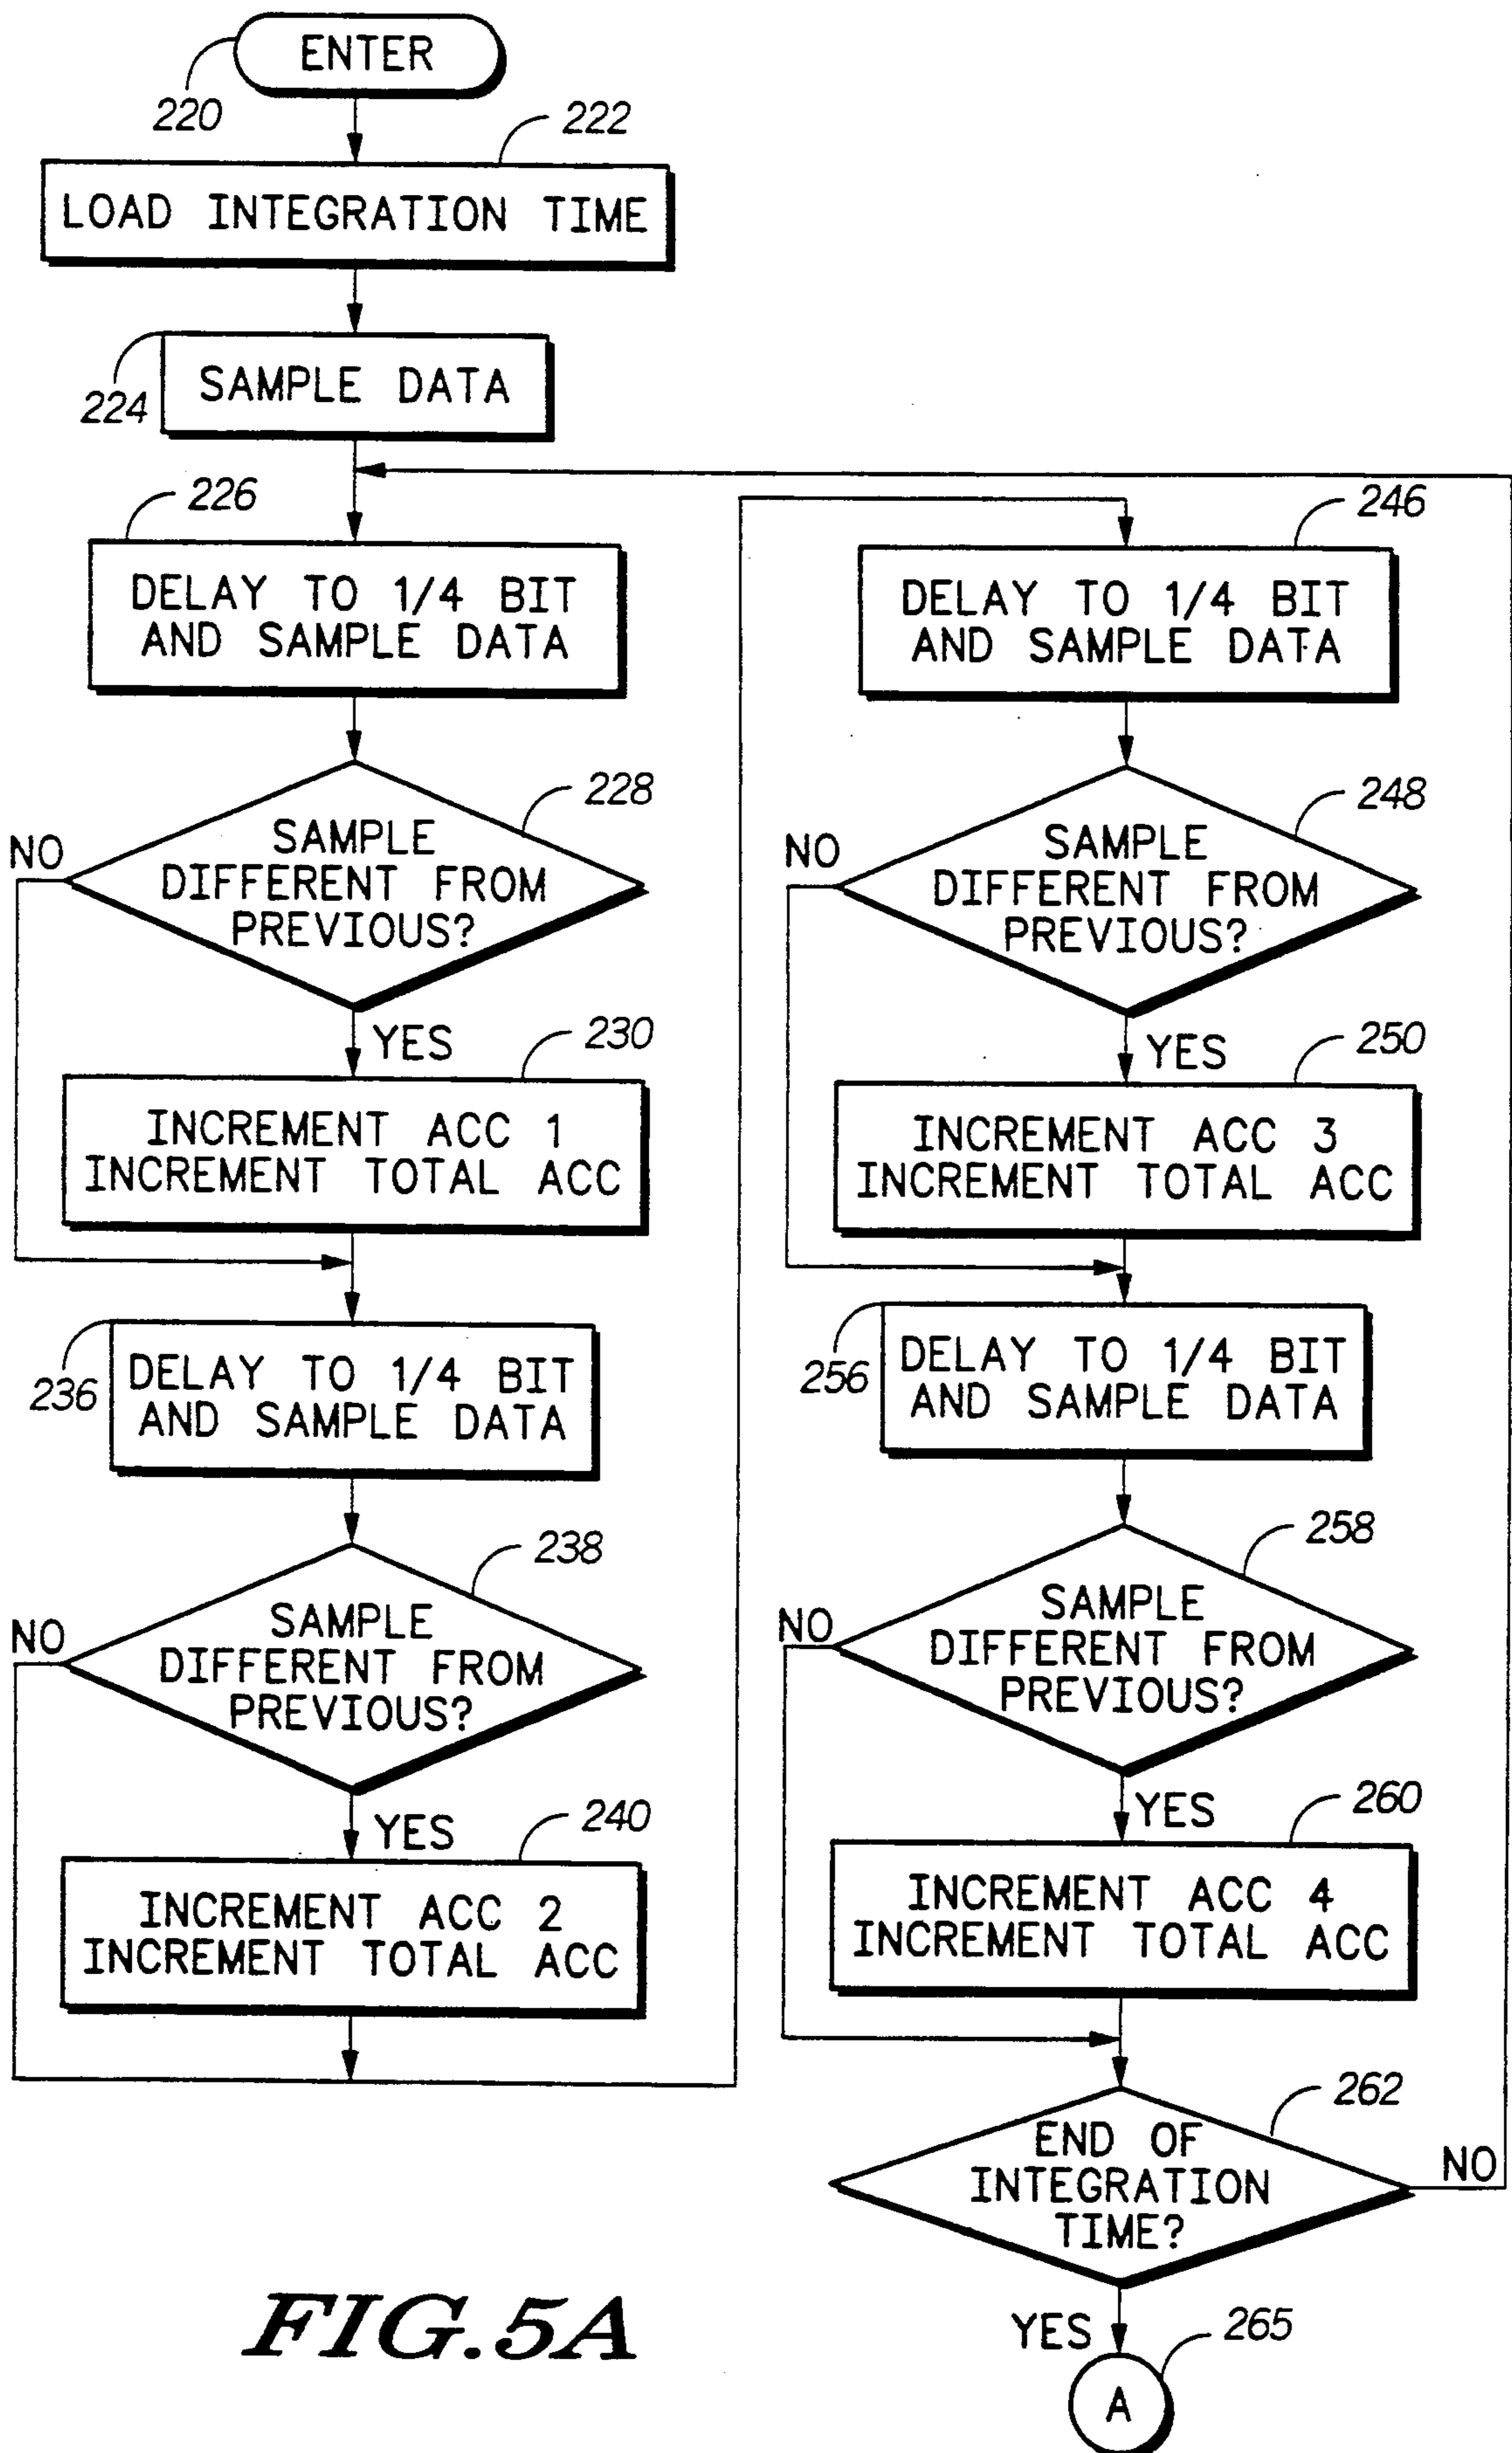 ENTER
220
222
LOAD INTEGRATION TIME
224
SAMPLE DATA
226
DELAY TO 1/4 BIT
AND SAMPLE DATA
228
NO
SAMPLE
DIFFERENT FROM
PREVIOUS?
YES
230
INCREMENT ACC 1
INCREMENT TOTAL ACC
236
DELAY TO 1/4 BIT
AND SAMPLE DATA
238
NO
SAMPLE
DIFFERENT FROM
PREVIOUS?
YES
240
INCREMENT ACC 2
INCREMENT TOTAL ACC
246
DELAY TO 1/4 BIT
AND SAMPLE DATA
248
NO
SAMPLE
DIFFERENT FROM
PREVIOUS?
YES
250
INCREMENT ACC 3
INCREMENT TOTAL ACC
256
DELAY TO 1/4 BIT
AND SAMPLE DATA
258
NO
SAMPLE
DIFFERENT FROM
PREVIOUS?
YES
260
INCREMENT ACC 4
INCREMENT TOTAL ACC
262
END OF
INTEGRATION
TIME?
NO
YES
265
A
FIG.5A